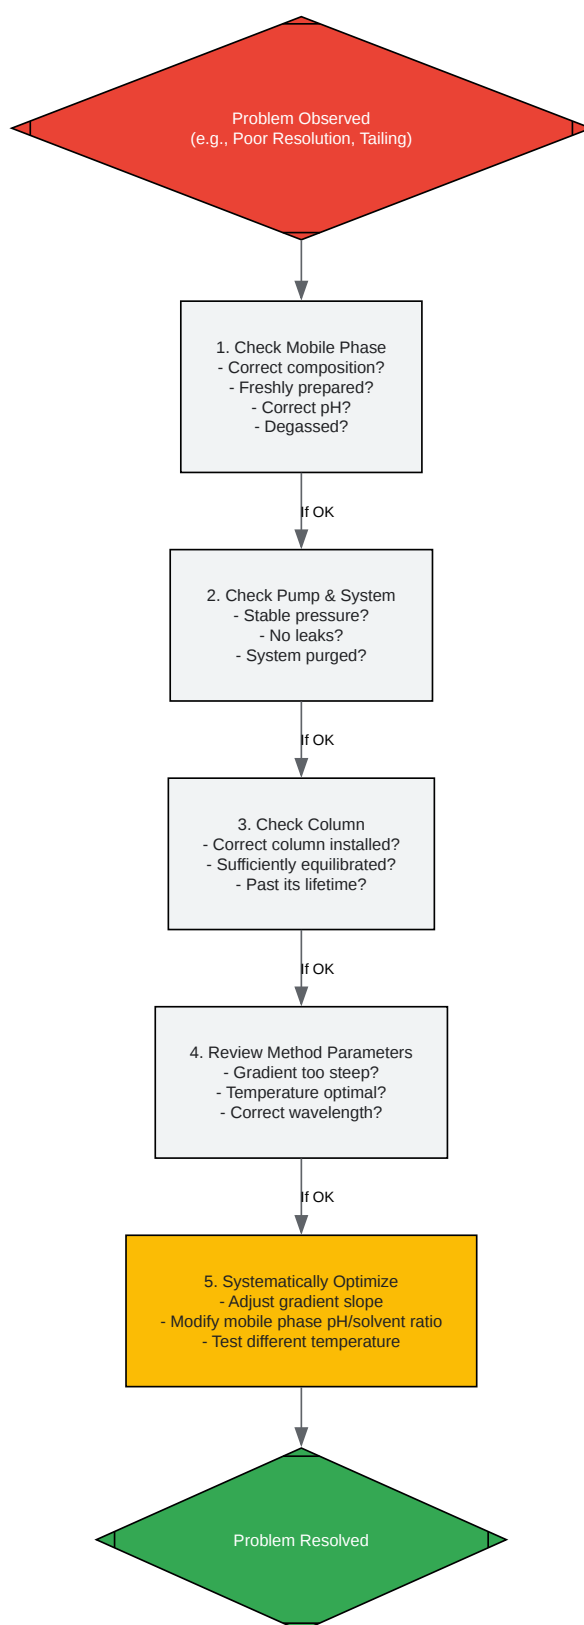 Problem Observed
(e.g., Poor Resolution, Tailing)
1. Check Mobile Phase
- Correct composition?
- Freshly prepared?
- Correct pH?
- Degassed?
If OK
2. Check Pump & System
- Stable pressure?
- No leaks?
- System purged?
If OK
3. Check Column
- Correct column installed?
- Sufficiently equilibrated?
- Past its lifetime?
If OK
4. Review Method Parameters
- Gradient too steep?
- Temperature optimal?
- Correct wavelength?
If OK
5. Systematically Optimize
- Adjust gradient slope
- Modify mobile phase pH/solvent ratio
- Test different temperature
Problem Resolved